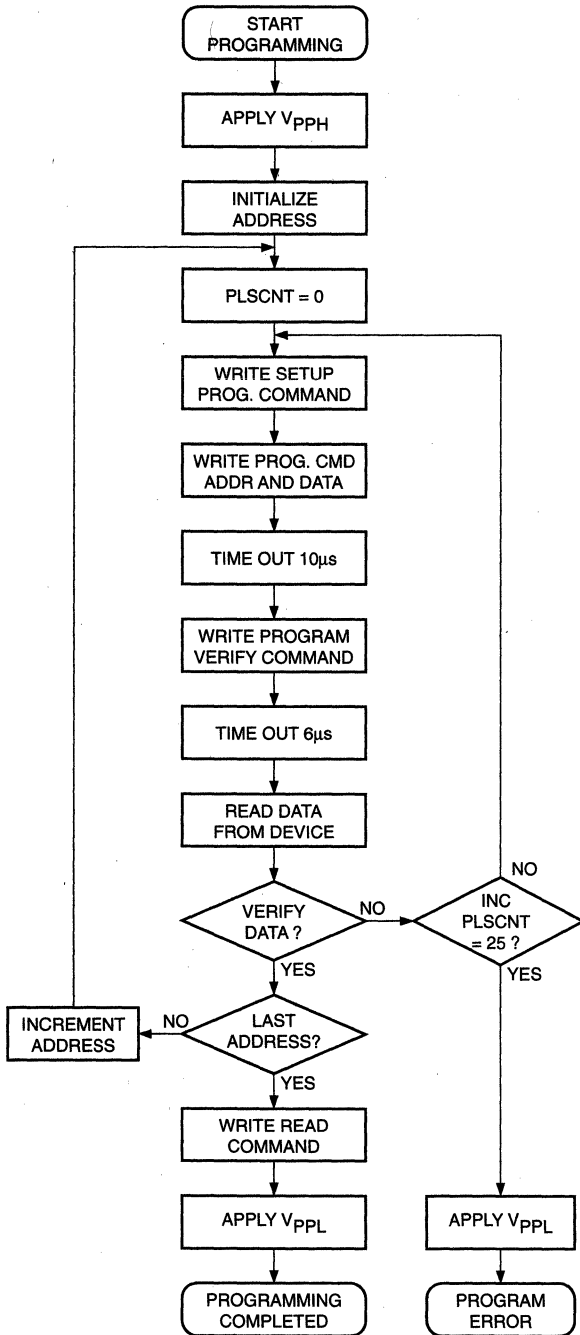 START
PROGRAMMING
APPLY VPPH
INITIALIZE
ADDRESS
PLSCNT = 0
WRITE SETUP
PROG. COMMAND
WRITE PROG. CMD
ADDR AND DATA
TIME OUT 10µs
WRITE PROGRAM
VERIFY COMMAND
TIME OUT 6µs
READ DATA
FROM DEVICE
VERIFY
DATA ?
NO
YES
INC
PLSCNT
= 25 ?
NO
YES
LAST
ADDRESS?
NO
YES
INCREMENT
ADDRESS
WRITE READ
COMMAND
APPLY VPPL
PROGRAMMING
COMPLETED
APPLY VPPL
PROGRAM
ERROR